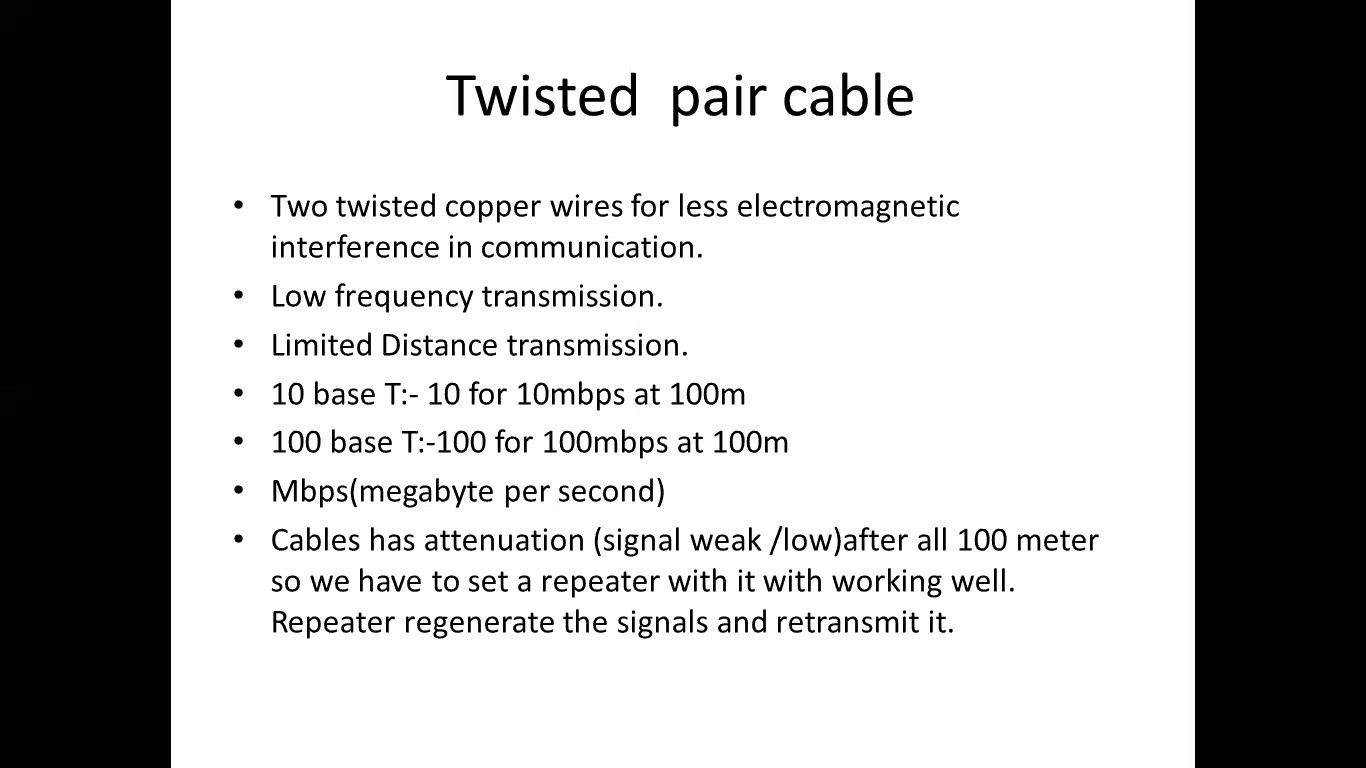 Twisted  pair cable
• Two twisted copper wires for less electromagnetic
interference in communication.
• Low frequency transmission.
• Limited Distance transmission.
• 10 base T:- 10 for 10mbps at 100m
• 100 base T:-100 for 100mbps at 100m
• Mbps(megabyte per second)
• Cables has attenuation (signal weak /low)after all 100 meter
so we have to set a repeater with it with working well.
Repeater regenerate the signals and retransmit it.